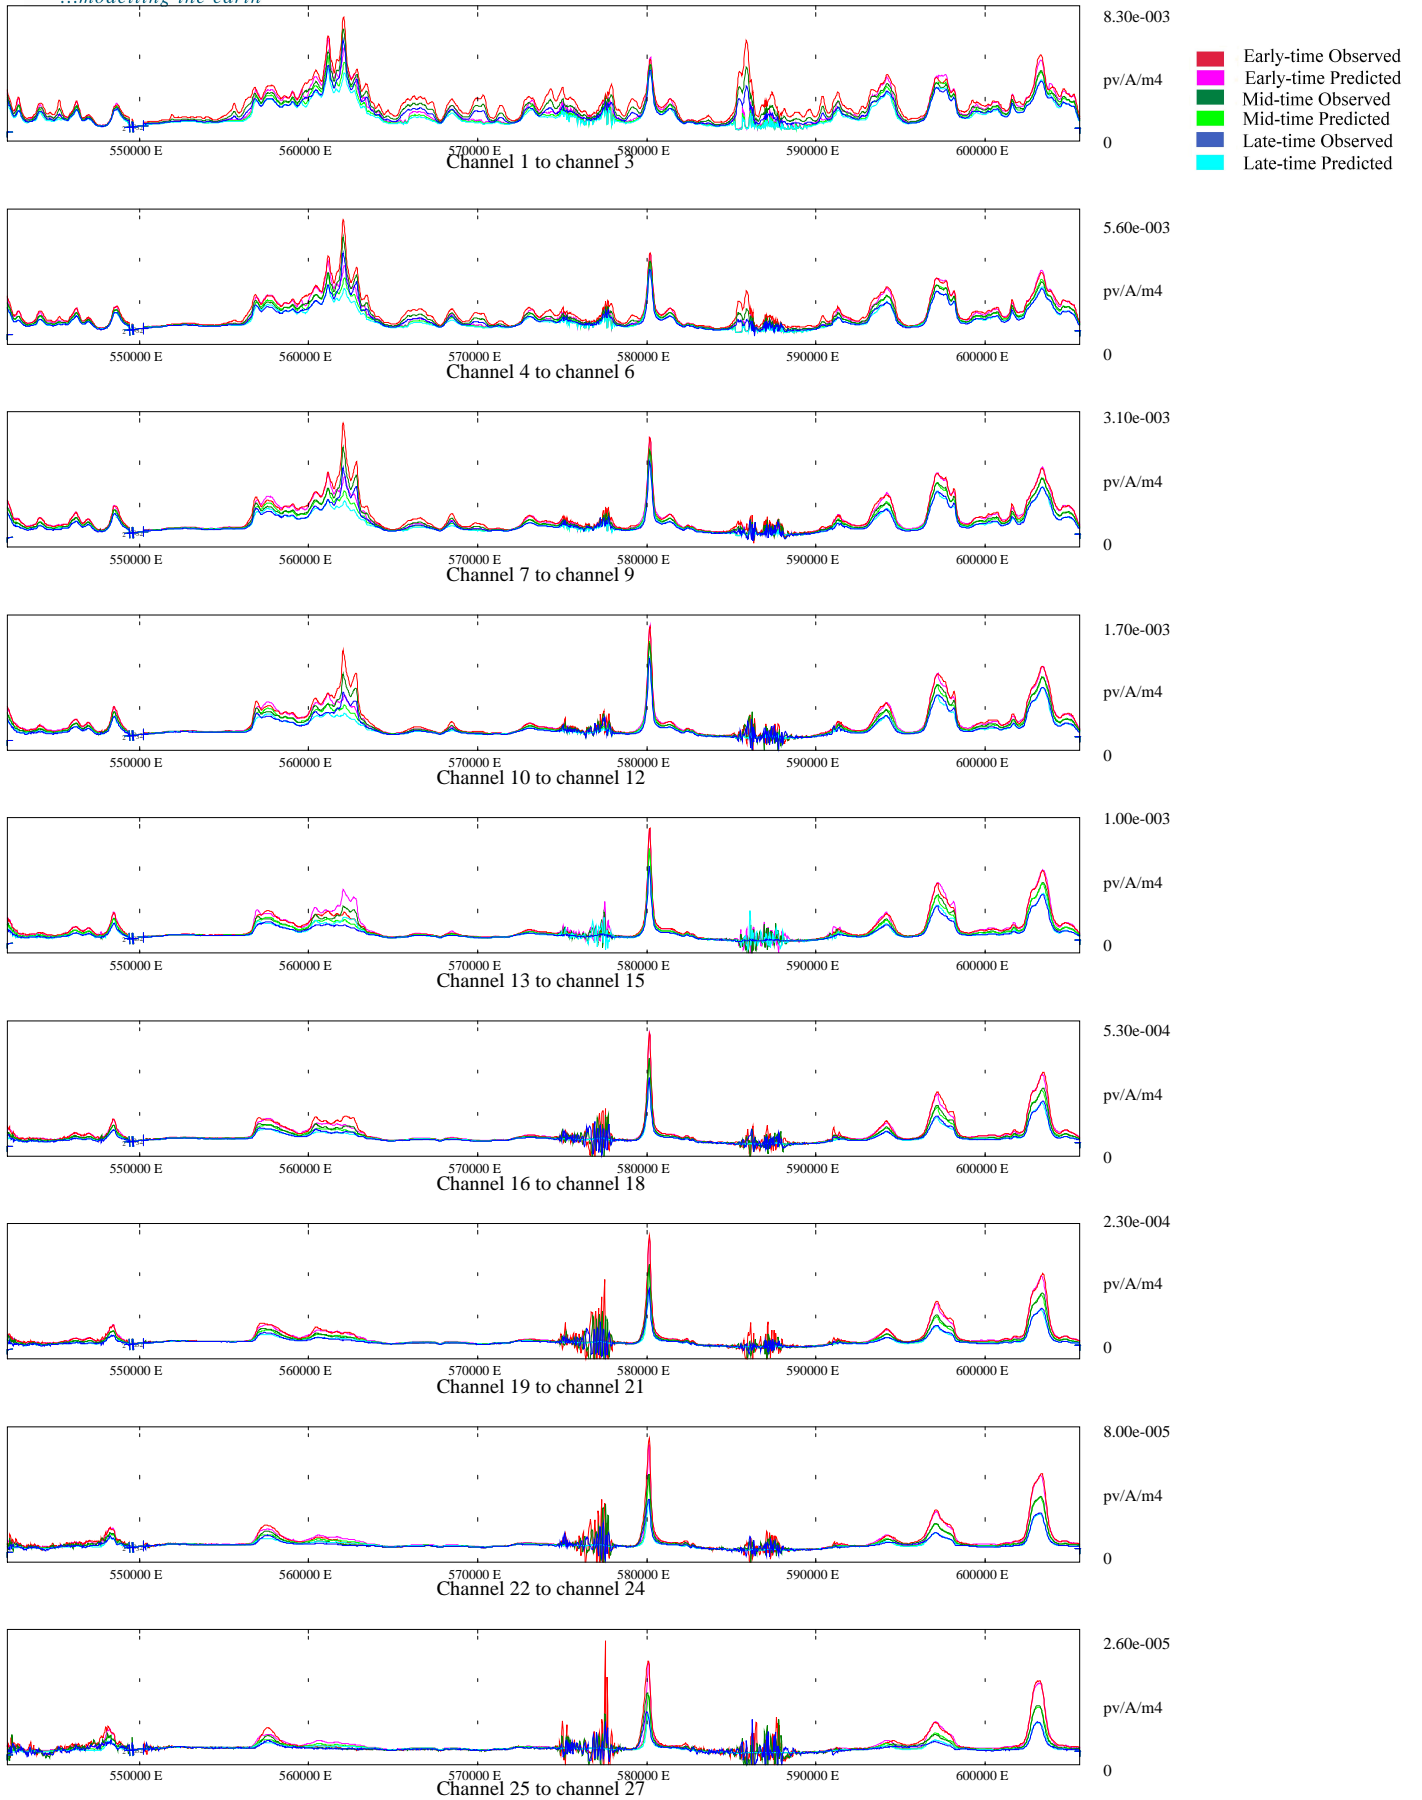 ...modelling the earth
8.30e-003
Early-time Observed
pv/A/m4
Early-time Predicted
Mid-time Observed
Mid-time Predicted
0
Late-time Observed
550000 E 560000 E 570000 E 580000 E 590000 E 600000 E
Channel 1 to channel 3
Late-time Predicted
5.60e-003
pv/A/m4
0
550000 E 560000 E 570000 E 580000 E 590000 E 600000 E
Channel 4 to channel 6
3.10e-003
pv/A/m4
0
550000 E 560000 E 570000 E 580000 E 590000 E 600000 E
Channel 7 to channel 9
1.70e-003
pv/A/m4
0
550000 E 560000 E 570000 E 580000 E 590000 E 600000 E
Channel 10 to channel 12
1.00e-003
pv/A/m4
0
550000 E 560000 E 570000 E 580000 E 590000 E 600000 E
Channel 13 to channel 15
5.30e-004
pv/A/m4
0
550000 E 560000 E 570000 E 580000 E 590000 E 600000 E
Channel 16 to channel 18
2.30e-004
pv/A/m4
0
550000 E 560000 E 570000 E 580000 E 590000 E 600000 E
Channel 19 to channel 21
8.00e-005
pv/A/m4
0
550000 E 560000 E 570000 E 580000 E 590000 E 600000 E
Channel 22 to channel 24
2.60e-005
pv/A/m4
0
550000 E 560000 E 570000 E 580000 E 590000 E 600000 E
Channel 25 to channel 27